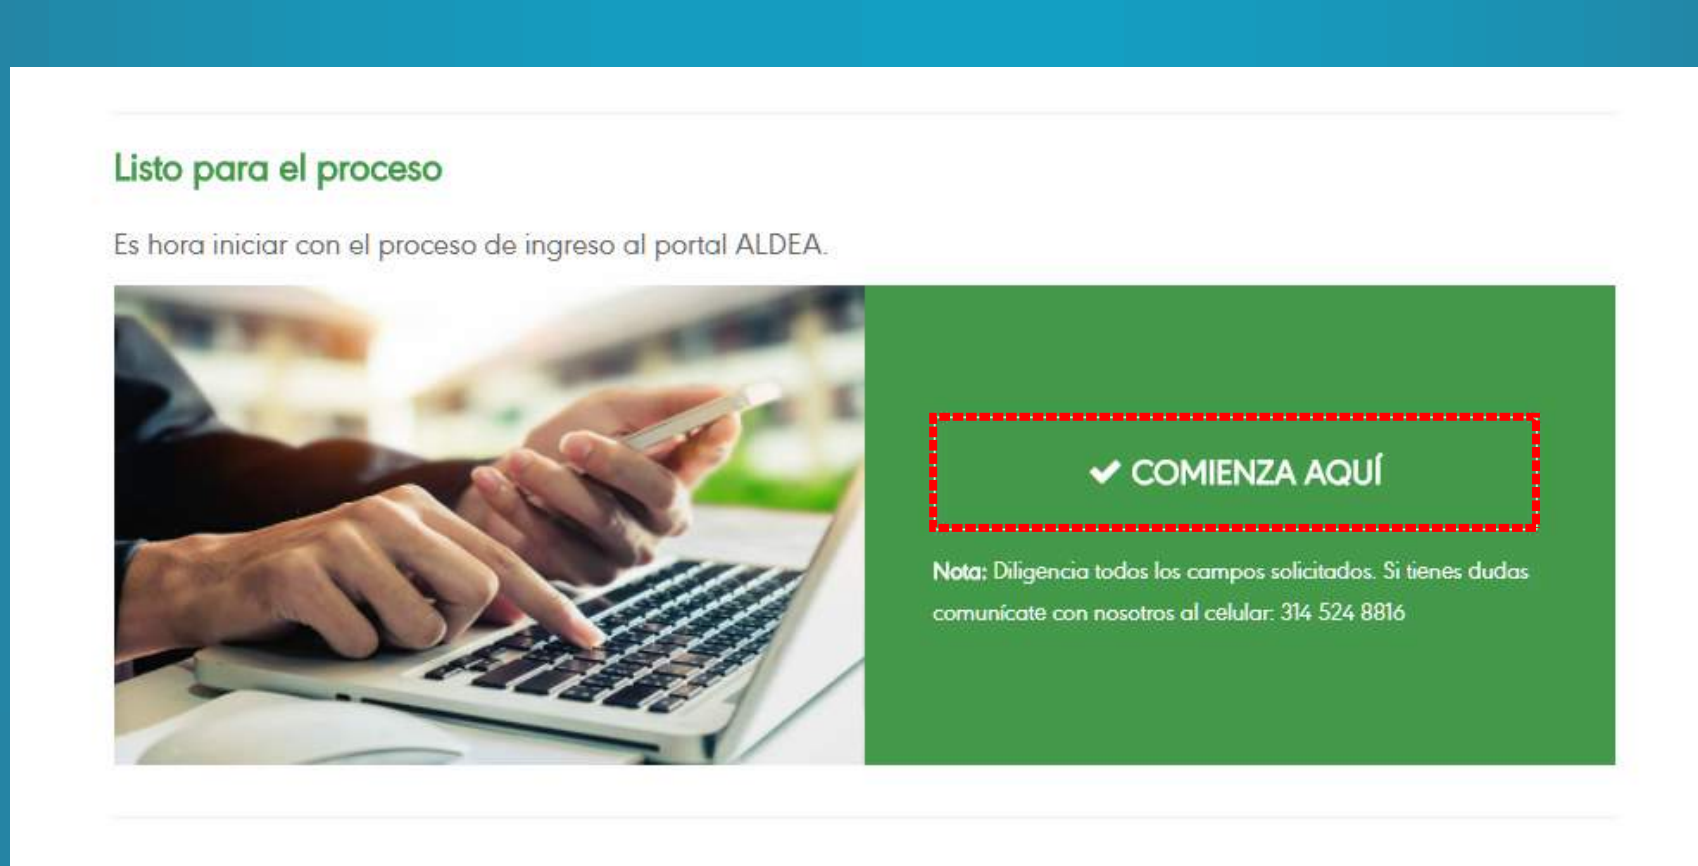 Listo para el proceso
Es hora iniciar con el proceso de ingreso al portal ALDEA.
✔ COMIENZA AQUÍ
Nota: Diligencia todos los campos solicitados. Si tienes dudas
comunícate con nosotros al celular: 314 524 8816